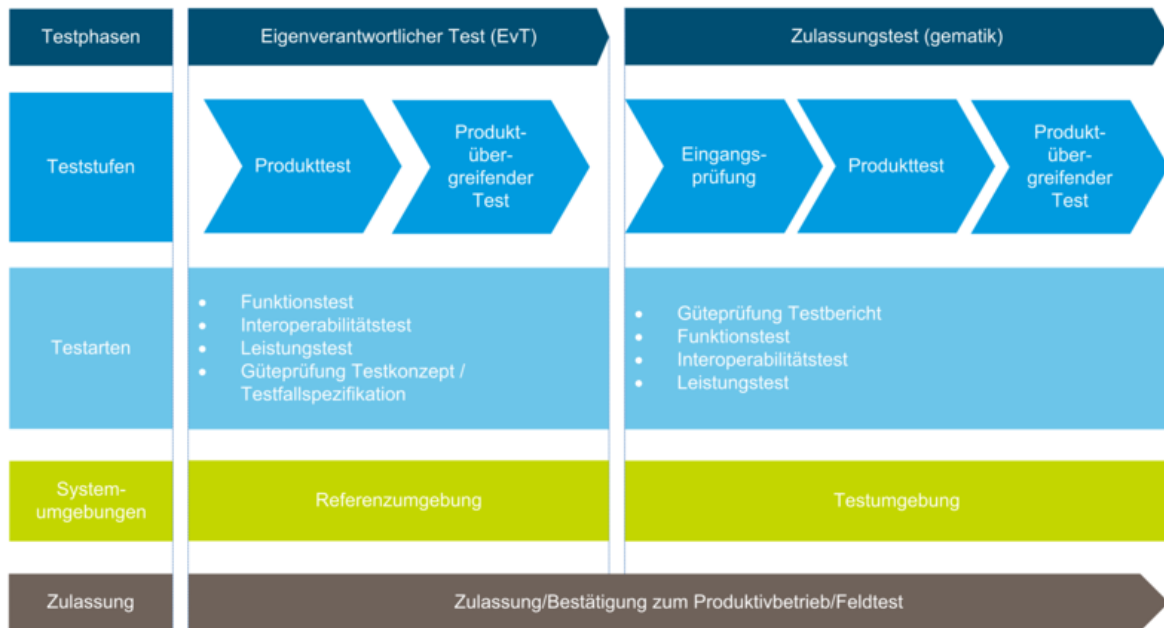 Testphasen
Eigenverantwortlicher Test (EvT)
Zulassungstest (gematik)
Teststufen
Produkttest
Produkt-
über-
greifender
Test
Eingangs-
prüfung
Produkttest
Produkt-
über-
greifender
Test
Testarten
• Funktionstest
• Interoperabilitätstest
• Leistungstest
• Güteprüfung Testkonzept /
Testfallspezifikation
• Güteprüfung Testbericht
• Funktionstest
• Interoperabilitätstest
• Leistungstest
System-
umgebungen
Referenzumgebung
Testumgebung
Zulassung
Zulassung/Bestätigung zum Produktivbetrieb/Feldtest